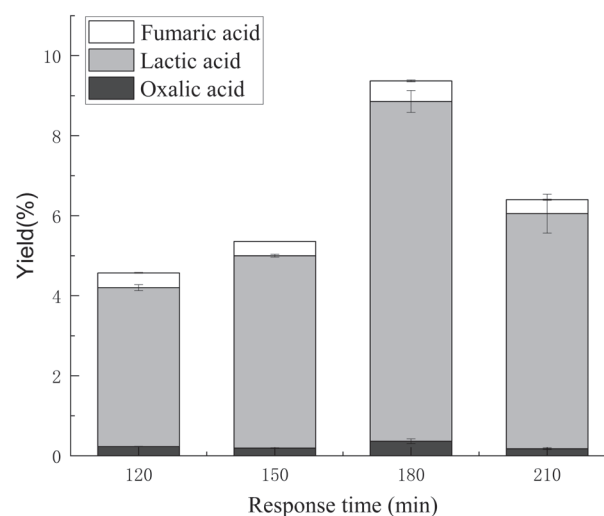 Fumaric acid
Lactic acid
Oxalic acid
10
8
6
4
2
0
Yield(%)
120 150 180 210
Response time (min)